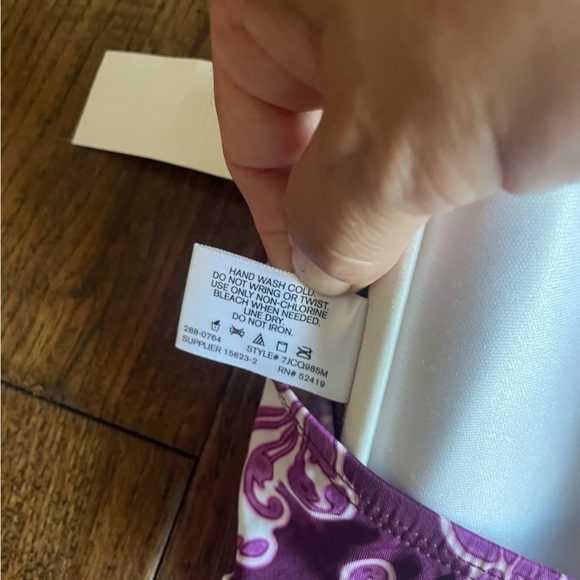 HAND WASH COLD.
DO NOT WRING OR TWIST.
USE ONLY NON-CHLORINE
BLEACH WHEN NEEDED.
LINE DRY.
DO NOT IRON.
288-0764 STYLE# 7JCQ985M
SUPPLIER 15623-2 RN# 52419